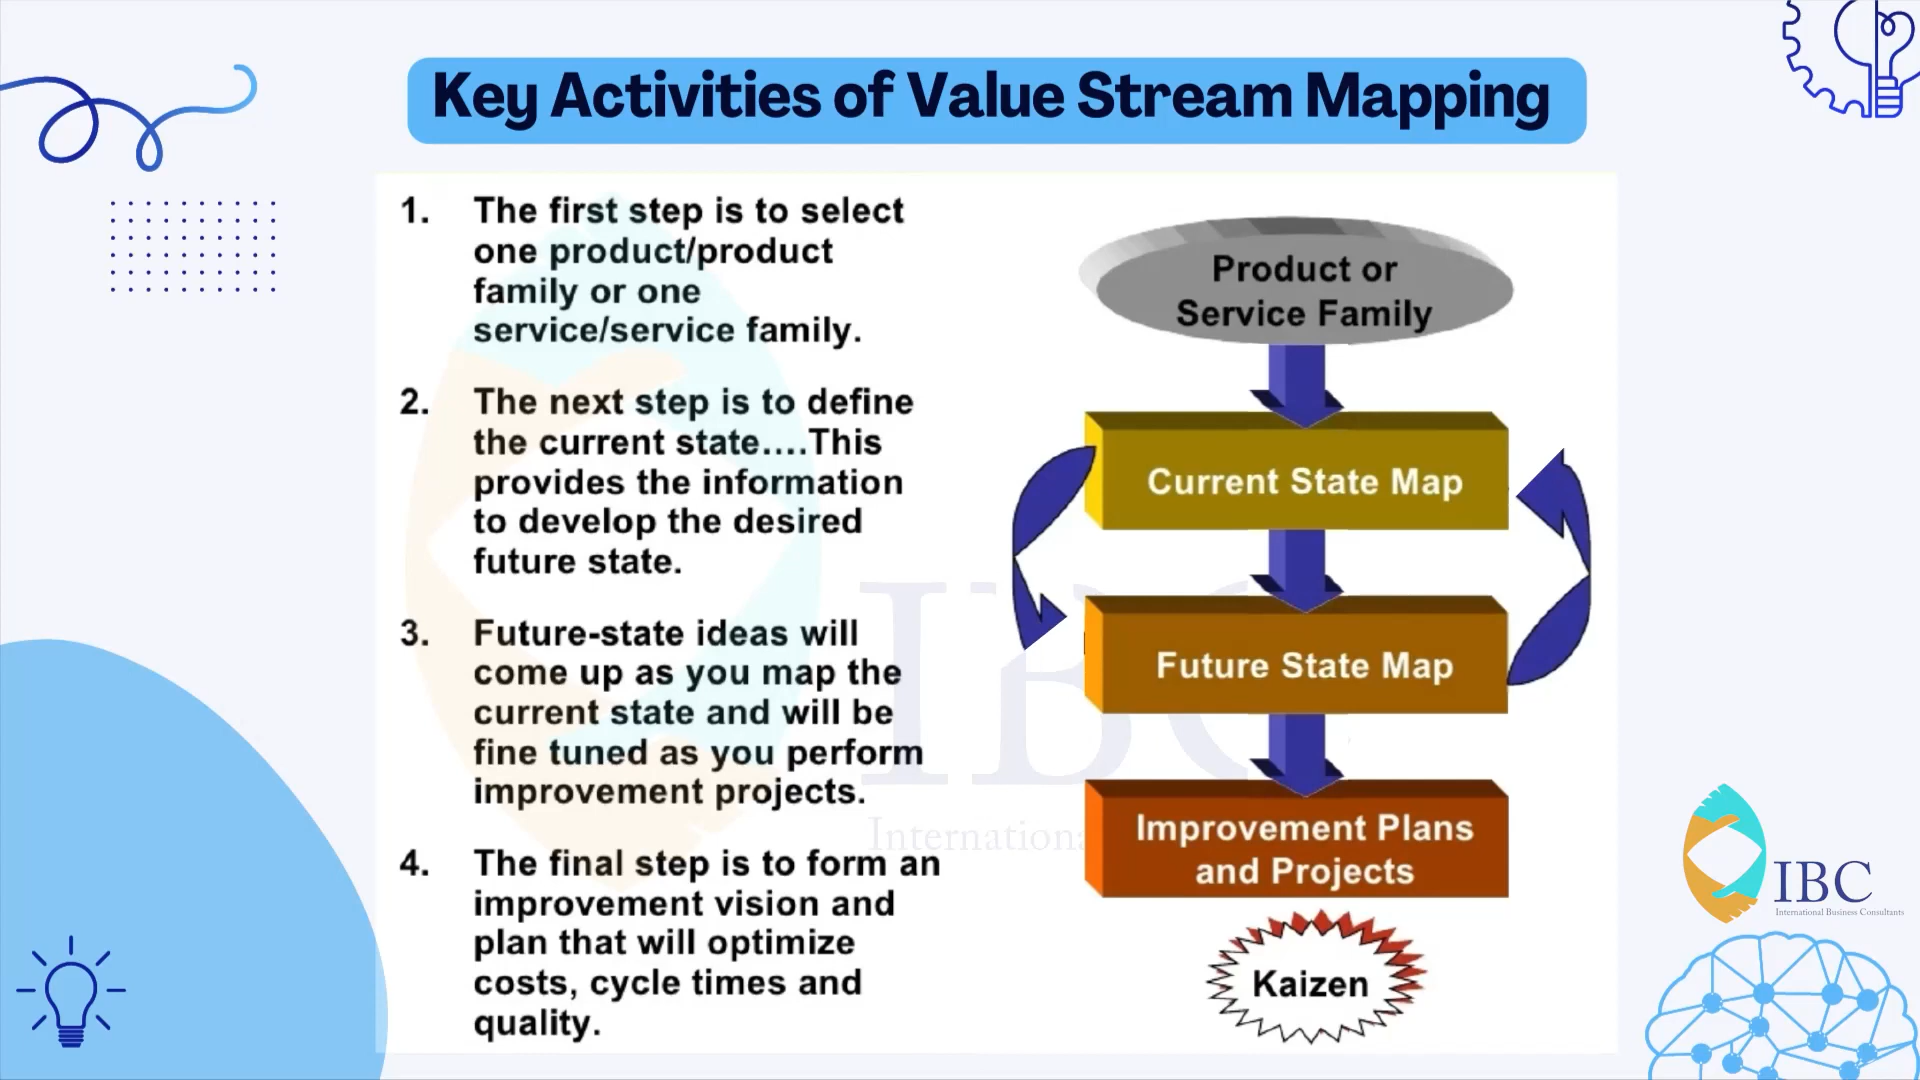 Key Activities of Value Stream Mapping
1. The first step is to select
one product/product
family or one
service/service family.
2. The next step is to define
the current state....This
provides the information
to develop the desired
future state.
3. Future-state ideas will
come up as you map the
current state and will be
fine tuned as you perform
improvement projects.
4. The final step is to form an
improvement vision and
plan that will optimize
costs, cycle times and
quality.
Product or
Service Family
Current State Map
Future State Map
Improvement Plans
and Projects
Kaizen
IBC
International
IBC
International Business Consultants